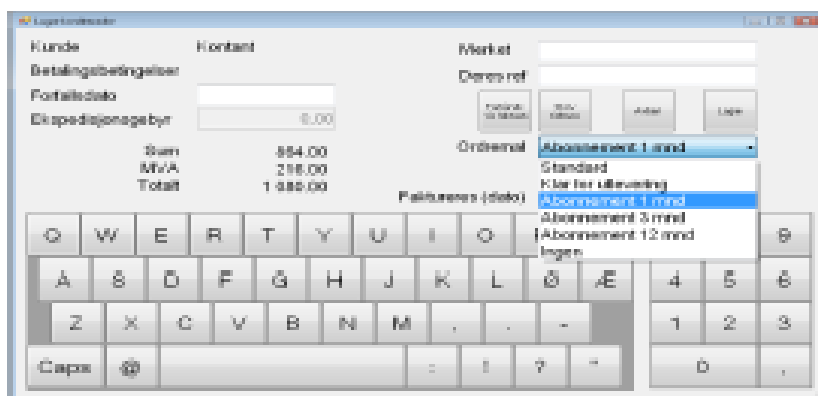 Kunde Kontant Merket
Betalingsbetingelser Deres ref
Forfallsdato
Ekspedisjonsgebyr 0,00 Avbryt Lagre
Sum 864,00 Ordremal Abonnement 1 mnd
MVA 216,00 Standard
Totalt 1 080,00 Klar for utlevering
Abonnement 1 mnd
Faktureres (dato)
Abonnement 3 mnd
Abonnement 12 mnd
Ingen
Q W E R T Y U I O 9
A S D F G H J K L Ø Æ 4 5 6
Z X C V B N M , . - 1 2 3
Caps @ : ! ? " 0 ,